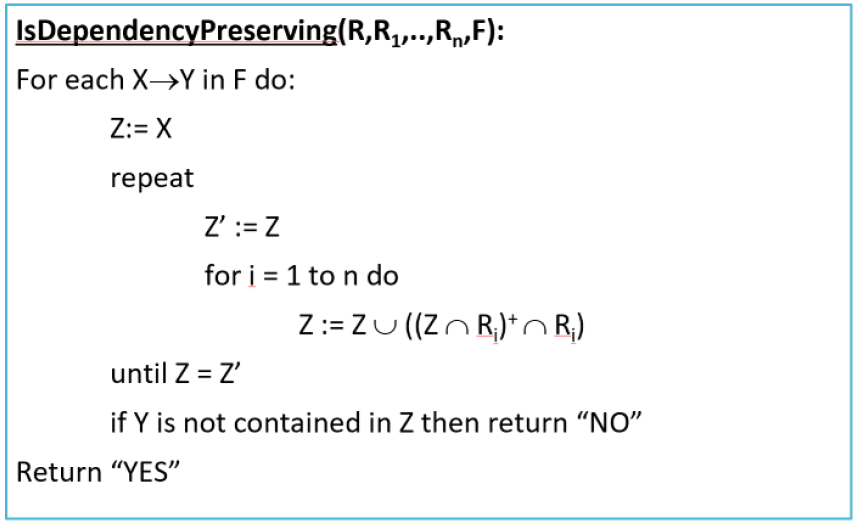 IsDependencyPreserving(R,R₁,..,Rₙ,F):
For each X→Y in F do:
Z:= X
repeat
Z’ := Z
for i = 1 to n do
Z := Z ∪ ((Z ∩ Rᵢ)⁺ ∩ Rᵢ)
until Z = Z’
if Y is not contained in Z then return “NO”
Return “YES”